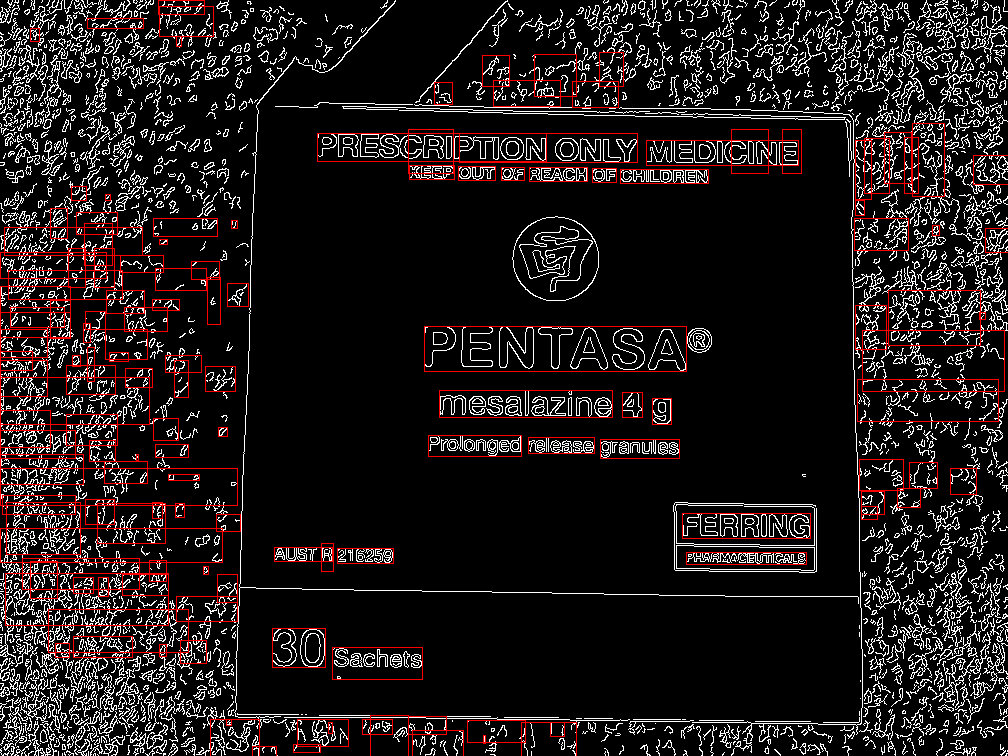 PRESCRIPTION ONLY MEDICINE
KEEP OUT OF REACH OF CHILDREN
PENTASA®
mesalazine 4 g
Prolonged release granules
FERRING
PHARMACEUTICALS
AUST R 216259
30 Sachets